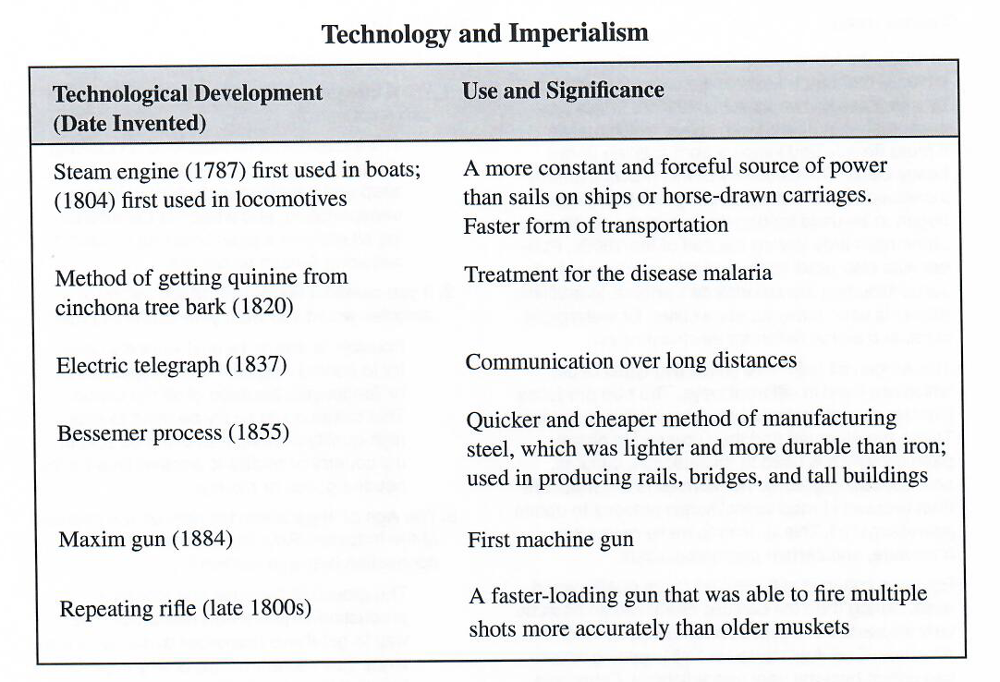 Technology and Imperialism
Technological Development
(Date Invented)
Use and Significance
Steam engine (1787) first used in boats;
(1804) first used in locomotives
A more constant and forceful source of power
than sails on ships or horse-drawn carriages.
Faster form of transportation
Method of getting quinine from
cinchona tree bark (1820)
Treatment for the disease malaria
Electric telegraph (1837)
Communication over long distances
Bessemer process (1855)
Quicker and cheaper method of manufacturing
steel, which was lighter and more durable than iron;
used in producing rails, bridges, and tall buildings
Maxim gun (1884)
First machine gun
Repeating rifle (late 1800s)
A faster-loading gun that was able to fire multiple
shots more accurately than older muskets